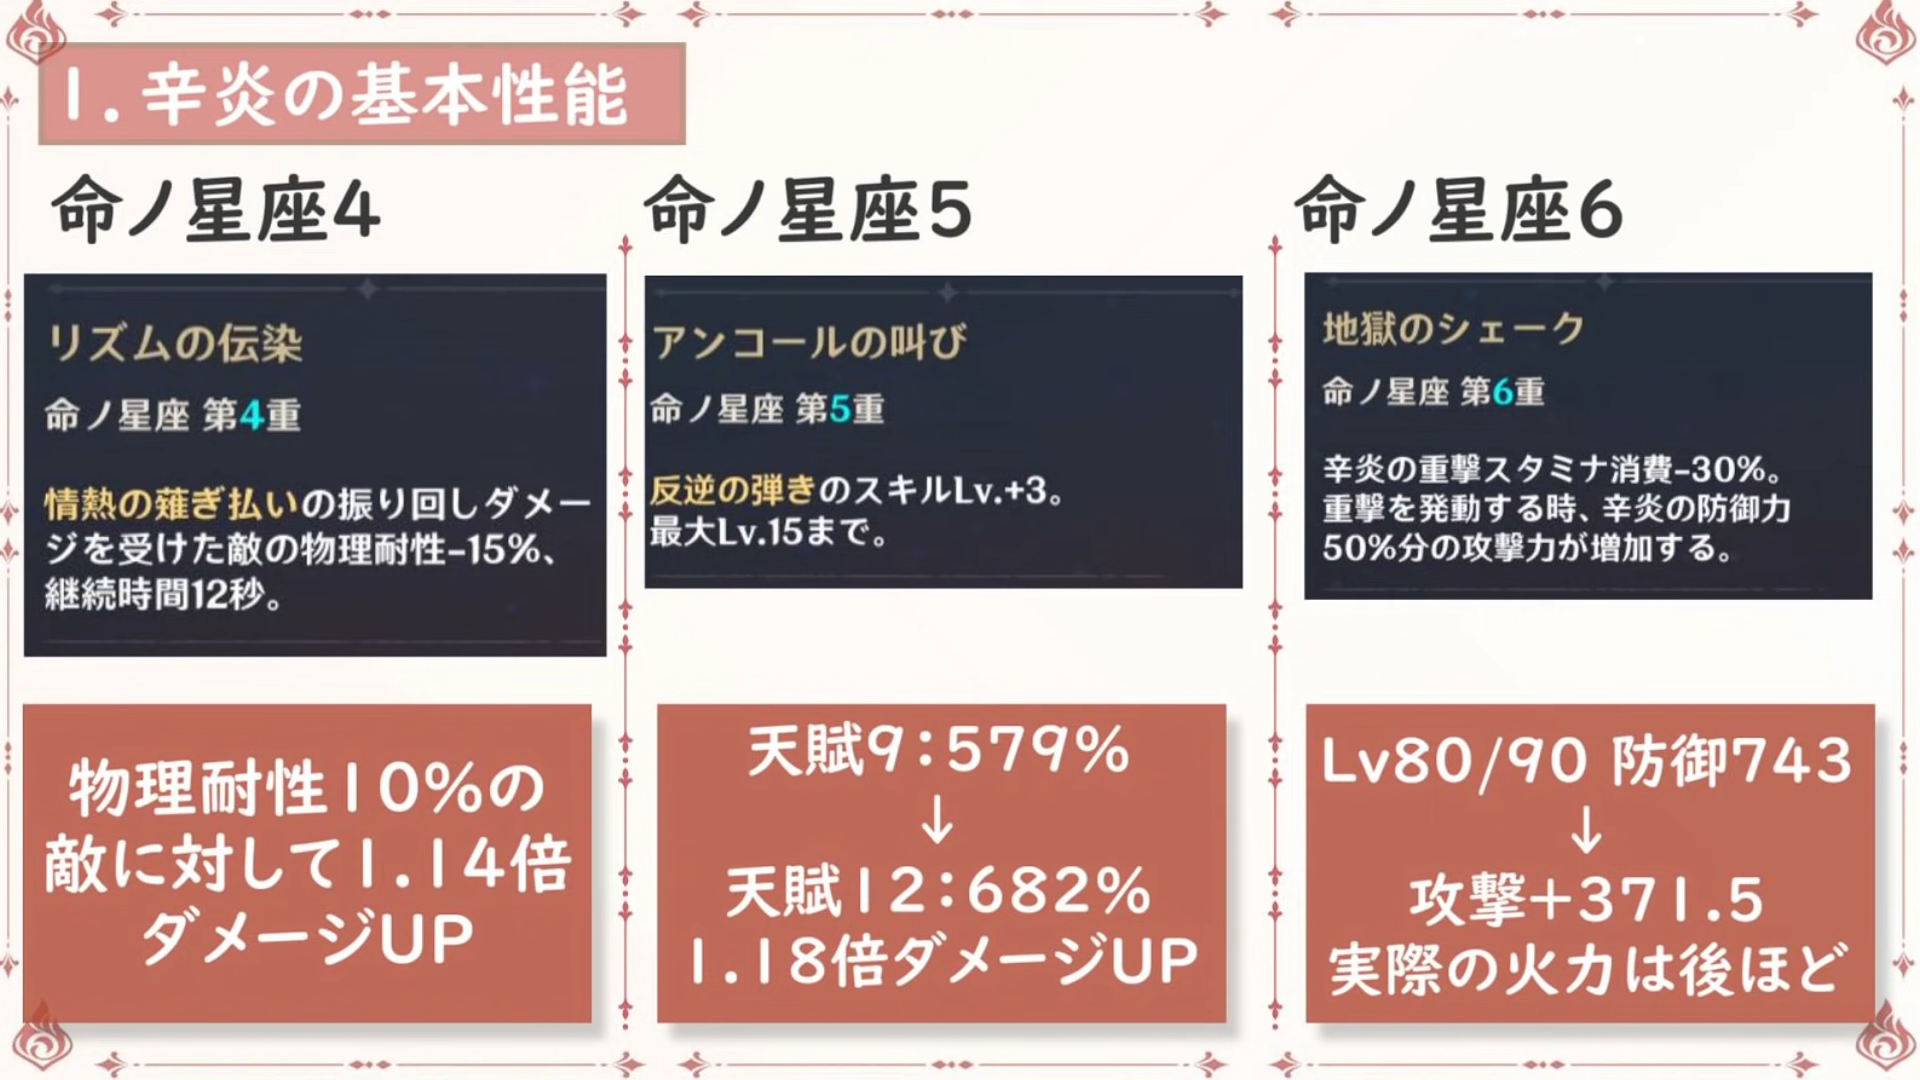 1.辛炎の基本性能
命ノ星座4
リズムの伝染
命ノ星座 第4重
情熱の薙ぎ払いの振り回しダメー
ジを受けた敵の物理耐性-15%、
継続時間12秒。
物理耐性10%の
敵に対して1.14倍
ダメージUP
命ノ星座5
アンコールの叫び
命ノ星座 第5重
反逆の弾きのスキルLv.+3。
最大Lv.15まで。
天賦9:579%
↓
天賦12:682%
1.18倍ダメージUP
命ノ星座6
地獄のシェーク
命ノ星座 第6重
辛炎の重撃スタミナ消費-30%。
重撃を発動する時、辛炎の防御力
50%分の攻撃力が増加する。
Lv80/90 防御743
↓
攻撃+371.5
実際の火力は後ほど